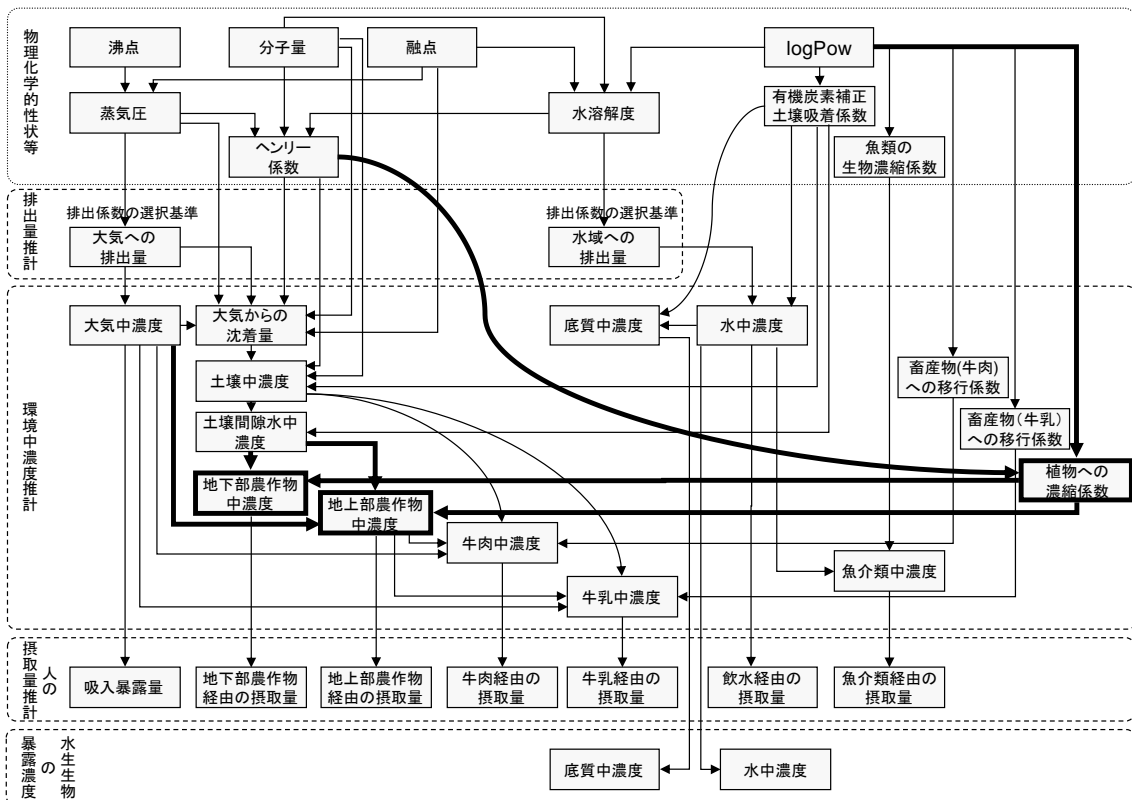 物理化学的性状等
沸点
分子量
融点
logPow
蒸気圧
水溶解度
有機炭素補正
土壌吸着係数
ヘンリー
係数
魚類の
生物濃縮係数
排出量推計
排出係数の選択基準
大気への
排出量
排出係数の選択基準
水域への
排出量
環境中濃度推計
大気中濃度
大気からの
沈着量
底質中濃度
水中濃度
土壌中濃度
畜産物(牛肉)
への移行係数
土壌間隙水中
濃度
畜産物(牛乳)
への移行係数
地下部農作物
中濃度
植物への
濃縮係数
地上部農作物
中濃度
牛肉中濃度
魚介類中濃度
牛乳中濃度
人の
摂取量推計
吸入暴露量
地下部農作物
経由の摂取量
地上部農作物
経由の摂取量
牛肉経由の
摂取量
牛乳経由の
摂取量
飲水経由の
摂取量
魚介類経由の
摂取量
水生生物
の
暴露濃度
底質中濃度
水中濃度